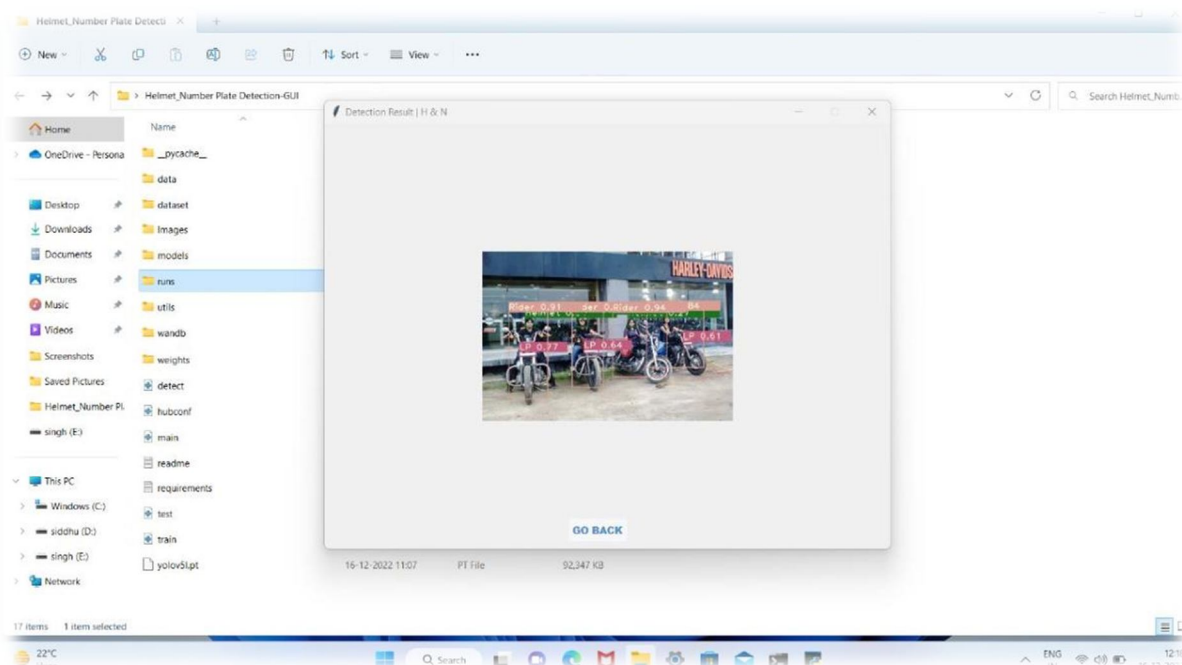 Helmet_Number Plate Detecti
New
Sort
View
Helmet_Number Plate Detection-GUI
Search Helmet_Numb
Home
OneDrive - Persona
Desktop
Downloads
Documents
Pictures
Music
Videos
Screenshots
Saved Pictures
Helmet_Number Pl
singh (E:)
This PC
Windows (C:)
siddhu (D:)
singh (E:)
Network
Name
__pycache__
data
dataset
Images
models
runs
utils
wandb
weights
detect
hubconf
main
readme
requirements
test
train
yolov5l.pt
16-12-2022 11:07 PT File 92,347 KB
Detection Result | H & N
HARLEY-DAVIDS
Rider 0.91
Rider 0.94
LP 0.77
LP 0.64
LP 0.61
GO BACK
17 items 1 item selected
22°C
Search
ENG